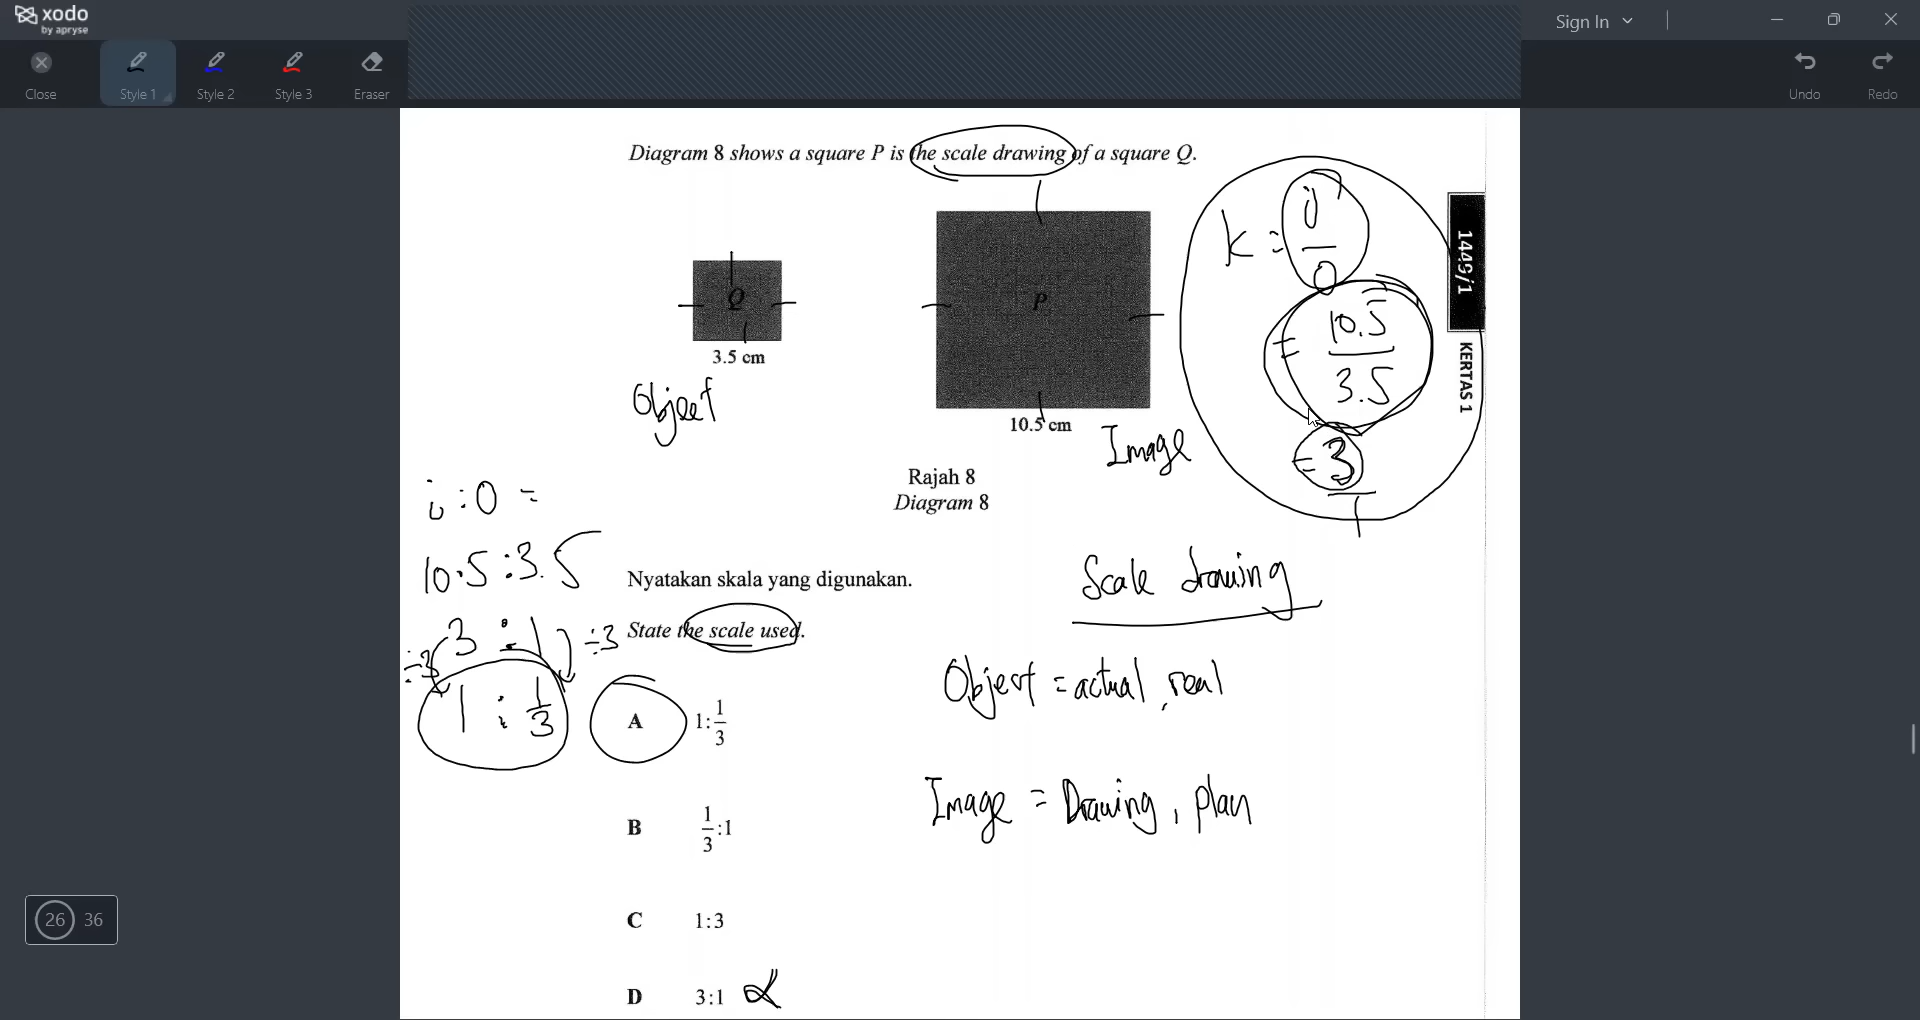 xodo
by apryse
Sign In
Close
Style 1
Style 2
Style 3
Eraser
Undo
Redo
Diagram 8 shows a square P is the scale drawing of a square Q.
k = i/o
= 10.5/3.5
= 3/1
1449/1
KERTAS 1
Q
P
3.5 cm
10.5 cm
Object
Image
Rajah 8
Diagram 8
i : o =
10.5 : 3.5
3 : 1
÷3
÷3
1 : 1/3
Nyatakan skala yang digunakan.
State the scale used.
A 1:1/3
B 1/3:1
C 1:3
D 3:1
Scale drawing
Object = actual, real
Image = Drawing, plan
26 36